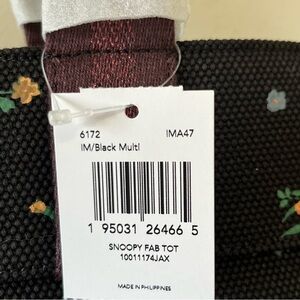 6172 IMA47
IM/Black Multi
1 95031 26466 5
SNOOPY FAB TOT
10011174JAX
MADE IN PHILIPPINES